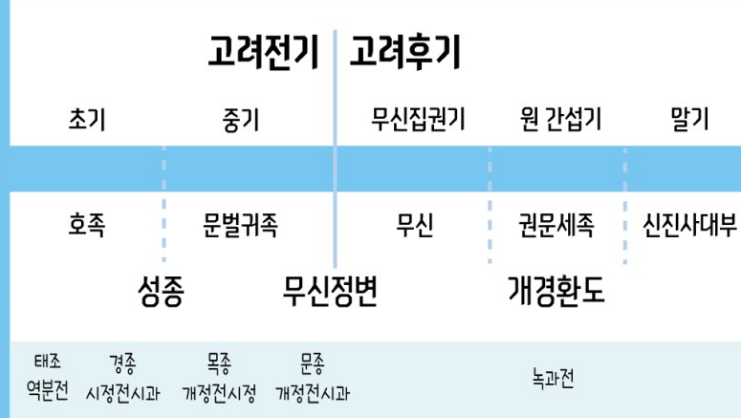 고려전기 고려후기
초기 중기 무신집권기 원 간섭기 말기
호족 문벌귀족 무신 권문세족 신진사대부
성종 무신정변 개경환도
태조 경종 목종 문종
역분전 시정전시과 개정전시정 개정전시과 녹과전